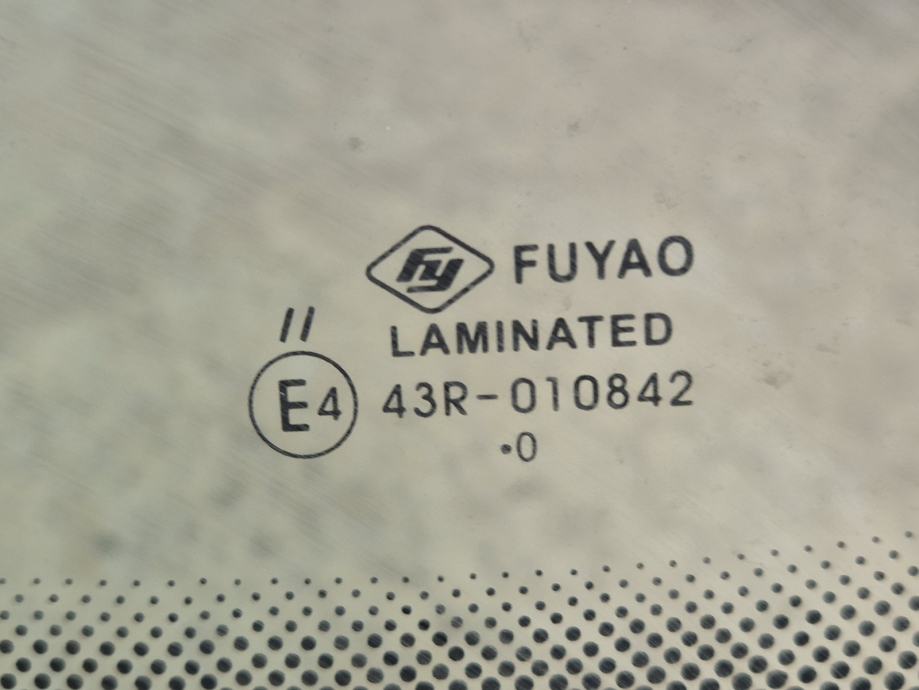 Fy FUYAO
LAMINATED
II
E4 43R-010842
·0